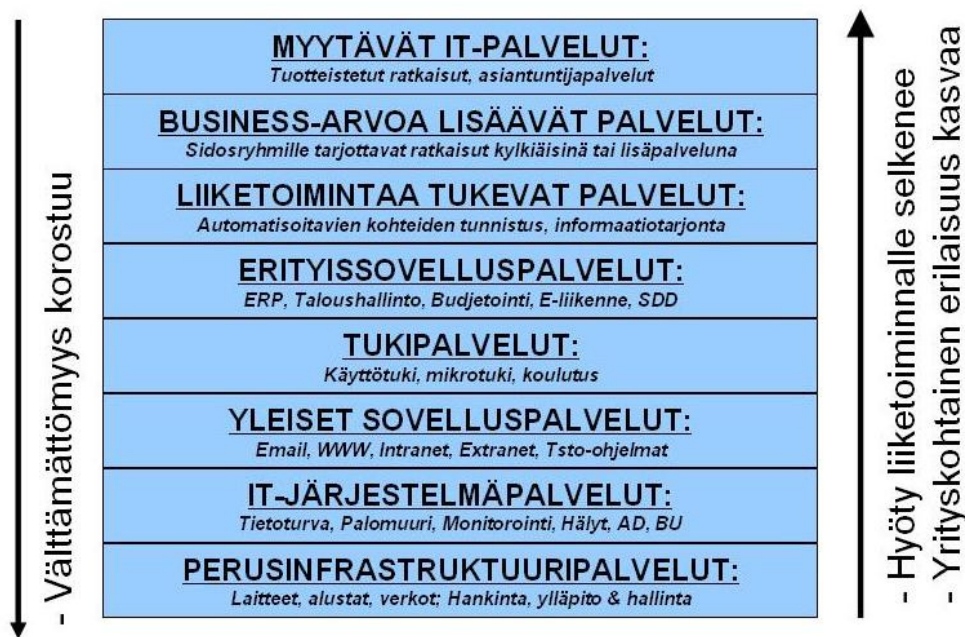 - Välttämättömyys korostuu
MYYTÄVÄT IT-PALVELUT:
Tuotteistetut ratkaisut, asiantuntijapalvelut
BUSINESS-ARVOA LISÄÄVÄT PALVELUT:
Sidosryhmille tarjottavat ratkaisut kylkiäisinä tai lisäpalveluna
LIIKETOIMINTAA TUKEVAT PALVELUT:
Automatisoitavien kohteiden tunnistus, informaatiotarjonta
ERITYISSOVELLUSPALVELUT:
ERP, Taloushallinto, Budjetointi, E-liikenne, SDD
TUKIPALVELUT:
Käyttötuki, mikrotuki, koulutus
YLEISET SOVELLUSPALVELUT:
Email, WWW, Intranet, Extranet, Tsto-ohjelmat
IT-JÄRJESTELMÄPALVELUT:
Tietoturva, Palomuuri, Monitorointi, Hälyt, AD, BU
PERUSINFRASTRUKTUURIPALVELUT:
Laitteet, alustat, verkot; Hankinta, ylläpito & hallinta
- Hyöty liiketoiminnalle selkenee
- Yrityskohtainen erilaisuus kasvaa